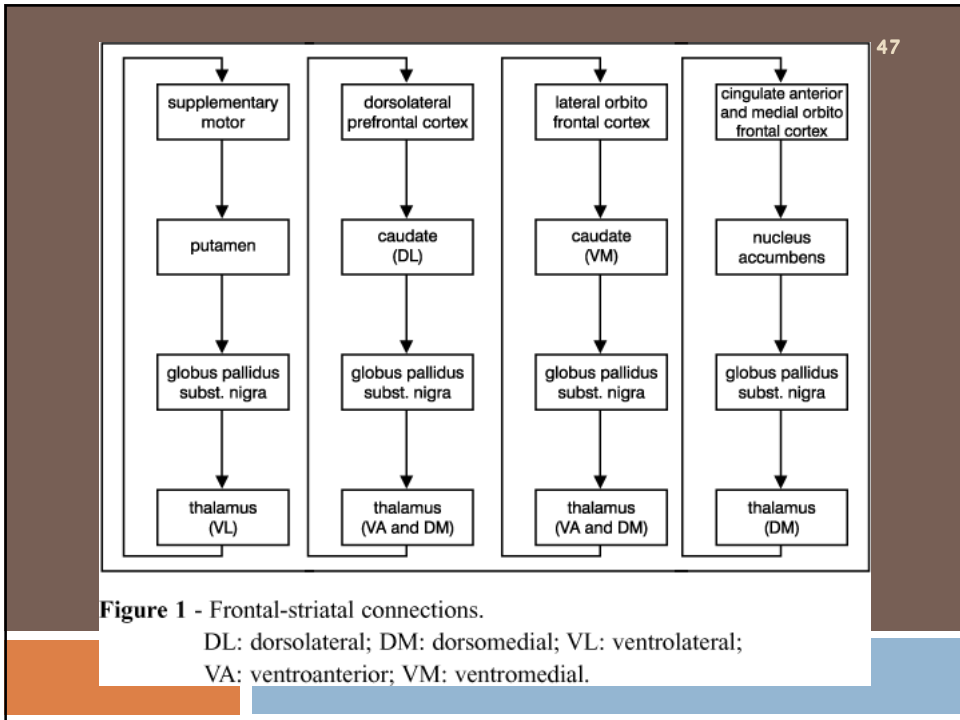 47
supplementary
motor
putamen
globus pallidus
subst. nigra
thalamus
(VL)
dorsolateral
prefrontal cortex
caudate
(DL)
globus pallidus
subst. nigra
thalamus
(VA and DM)
lateral orbito
frontal cortex
caudate
(VM)
globus pallidus
subst. nigra
thalamus
(VA and DM)
cingulate anterior
and medial orbito
frontal cortex
nucleus
accumbens
globus pallidus
subst. nigra
thalamus
(DM)
Figure 1 - Frontal-striatal connections.
DL: dorsolateral; DM: dorsomedial; VL: ventrolateral;
VA: ventroanterior; VM: ventromedial.